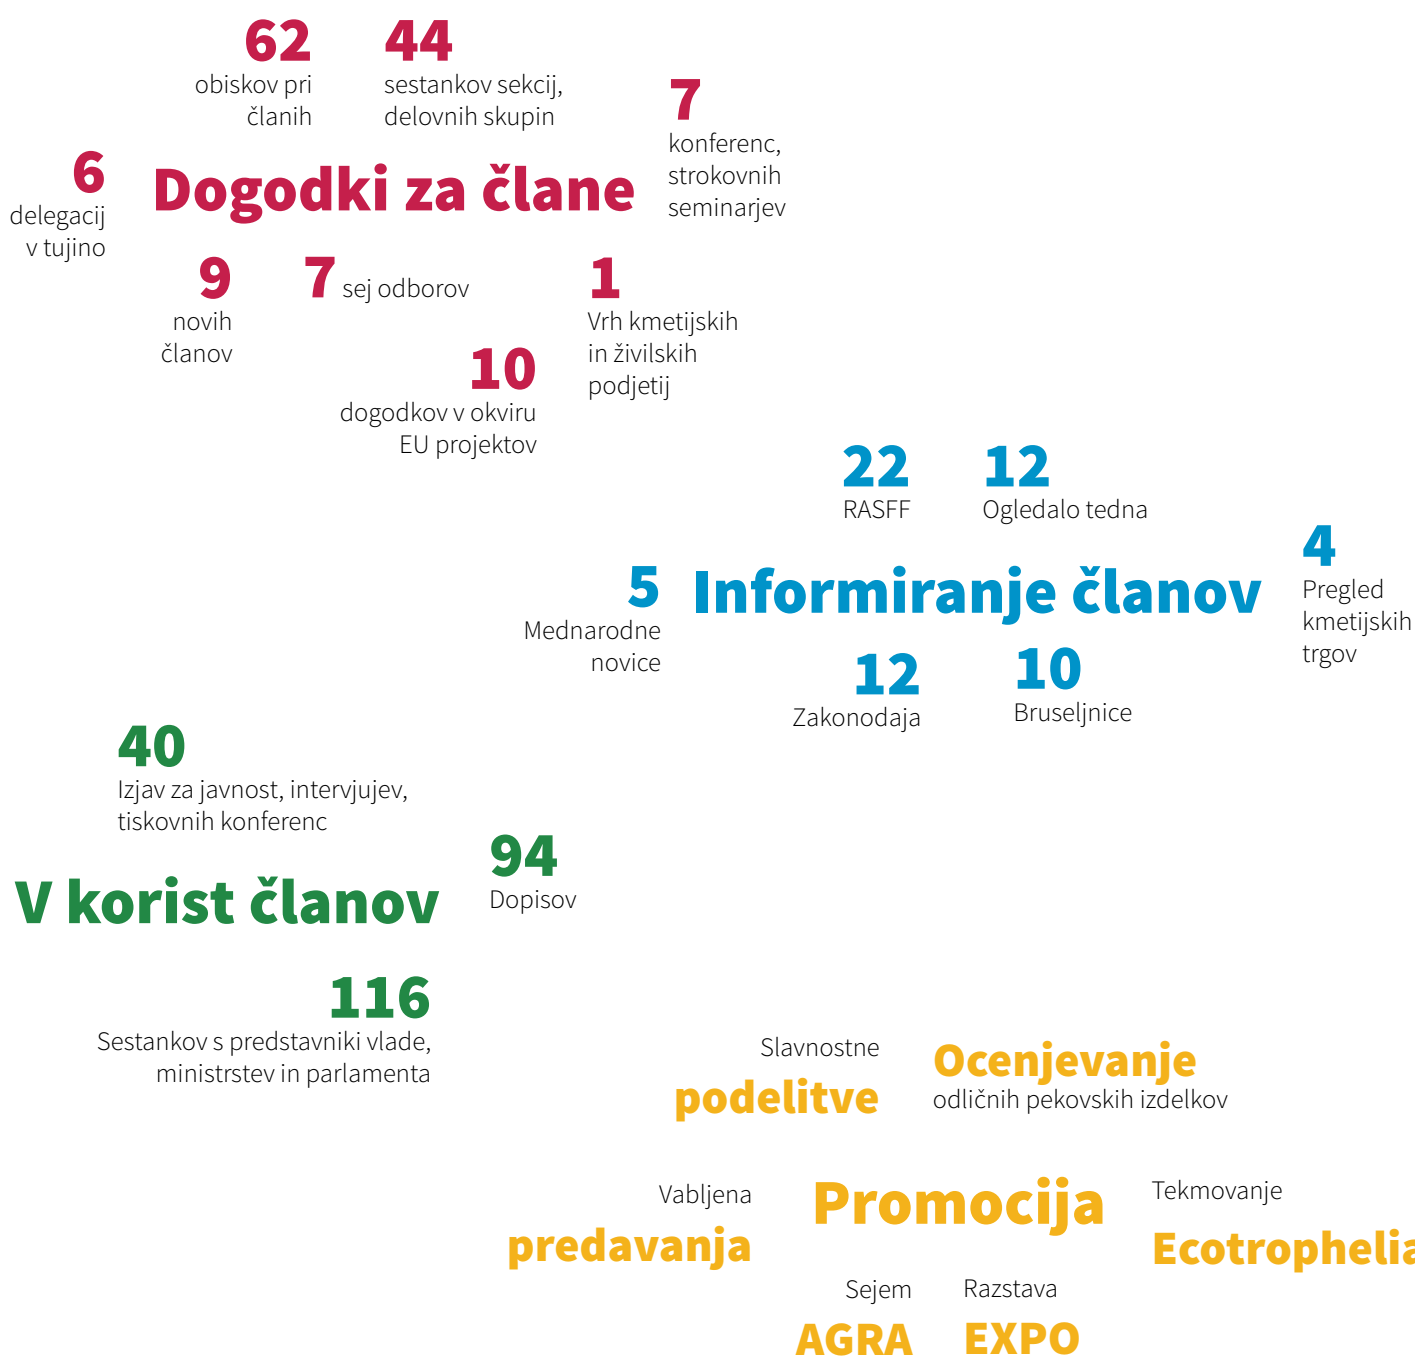 62
obiskov pri
članih
44
sestankov sekcij,
delovnih skupin
7
konferenc,
strokovnih
seminarjev
6
delegacij
v tujino
Dogodki za člane
9
novih
članov
7 sej odborov
1
Vrh kmetijskih
in živilskih
podjetij
10
dogodkov v okviru
EU projektov
22
RASFF
12
Ogledalo tedna
4
Pregled
kmetijskih
trgov
5
Mednarodne
novice
Informiranje članov
12
Zakonodaja
10
Bruseljnice
40
Izjav za javnost, intervjujev,
tiskovnih konferenc
94
Dopisov
V korist članov
116
Sestankov s predstavniki vlade,
ministrstev in parlamenta
Slavnostne
podelitve
Ocenjevanje
odličnih pekovskih izdelkov
Vabljena
predavanja
Promocija
Tekmovanje
Ecotrophelia
Sejem
AGRA
Razstava
EXPO